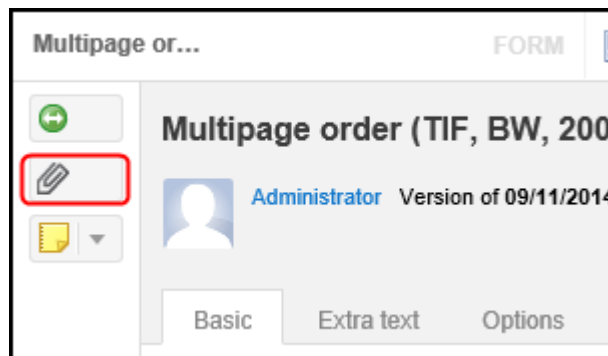 Multipage or... FORM
Multipage order (TIF, BW, 200
Administrator Version of 09/11/2014
Basic Extra text Options